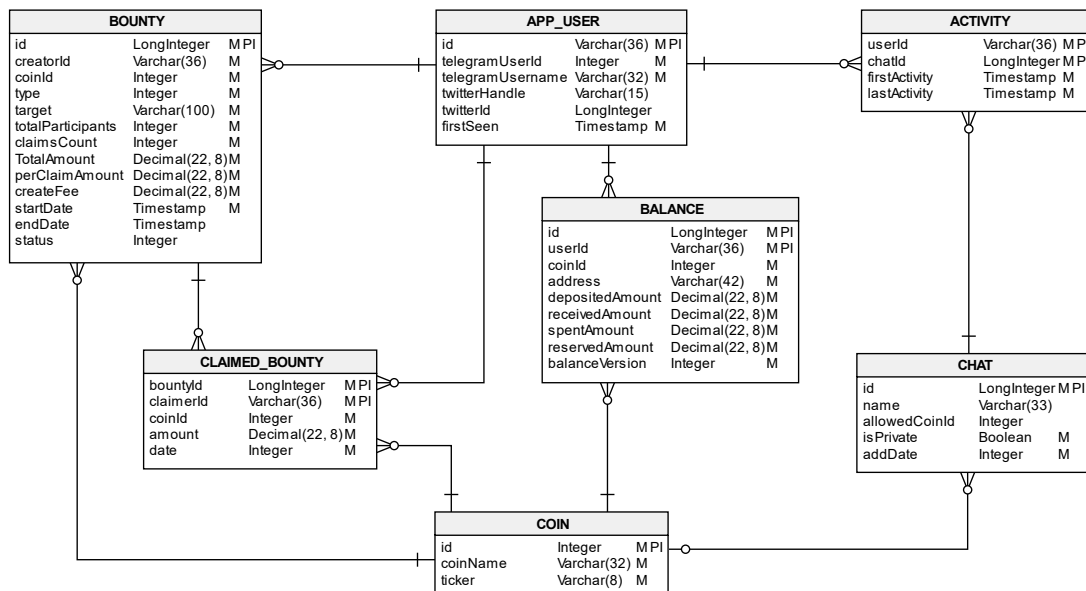 BOUNTY
id LongInteger M PI
creatorId Varchar(36) M
coinId Integer M
type Integer M
target Varchar(100) M
totalParticipants Integer M
claimsCount Integer M
TotalAmount Decimal(22, 8) M
perClaimAmount Decimal(22, 8) M
createFee Decimal(22, 8) M
startDate Timestamp M
endDate Timestamp
status Integer
APP_USER
id Varchar(36) M PI
telegramUserId Integer M
telegramUsername Varchar(32) M
twitterHandle Varchar(15)
twitterId LongInteger
firstSeen Timestamp M
ACTIVITY
userId Varchar(36) M PI
chatId LongInteger M PI
firstActivity Timestamp M
lastActivity Timestamp M
BALANCE
id LongInteger M PI
userId Varchar(36) M PI
coinId Integer M
address Varchar(42) M
depositedAmount Decimal(22, 8) M
receivedAmount Decimal(22, 8) M
spentAmount Decimal(22, 8) M
reservedAmount Decimal(22, 8) M
balanceVersion Integer M
CLAIMED_BOUNTY
bountyId LongInteger M PI
claimerId Varchar(36) M PI
coinId Integer M
amount Decimal(22, 8) M
date Integer M
CHAT
id LongInteger M PI
name Varchar(33)
allowedCoinId Integer
isPrivate Boolean M
addDate Integer M
COIN
id Integer M PI
coinName Varchar(32) M
ticker Varchar(8) M